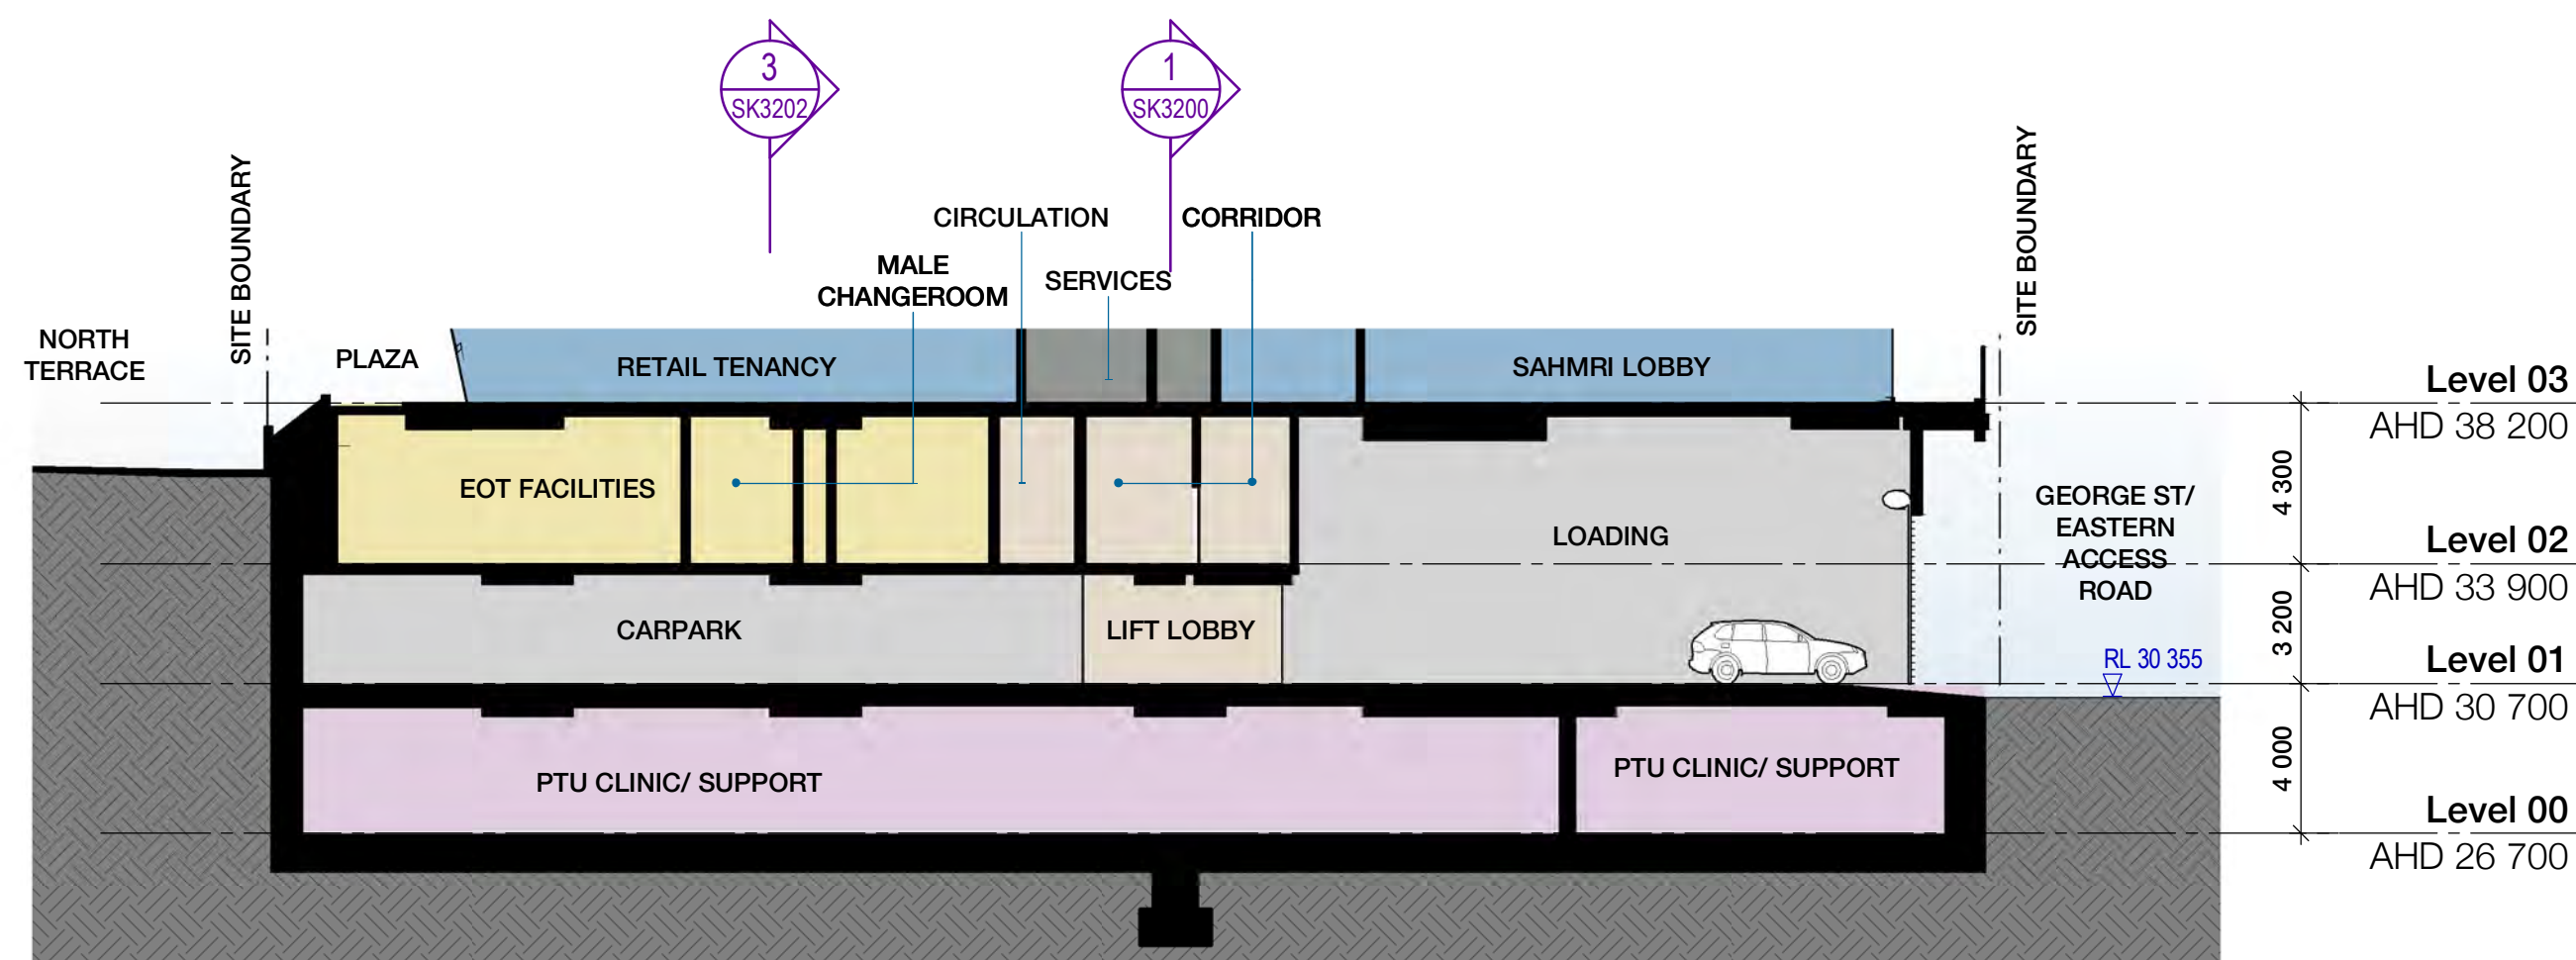 3
SK3202
1
SK3200
SITE BOUNDARY
SITE BOUNDARY
CIRCULATION
CORRIDOR
MALE
CHANGEROOM
SERVICES
NORTH
TERRACE
PLAZA
RETAIL TENANCY
SAHMRI LOBBY
Level 03
AHD 38 200
EOT FACILITIES
LOADING
GEORGE ST/
EASTERN
ACCESS
ROAD
4 300
Level 02
AHD 33 900
CARPARK
LIFT LOBBY
3 200
RL 30 355
Level 01
AHD 30 700
PTU CLINIC/ SUPPORT
PTU CLINIC/ SUPPORT
4 000
Level 00
AHD 26 700